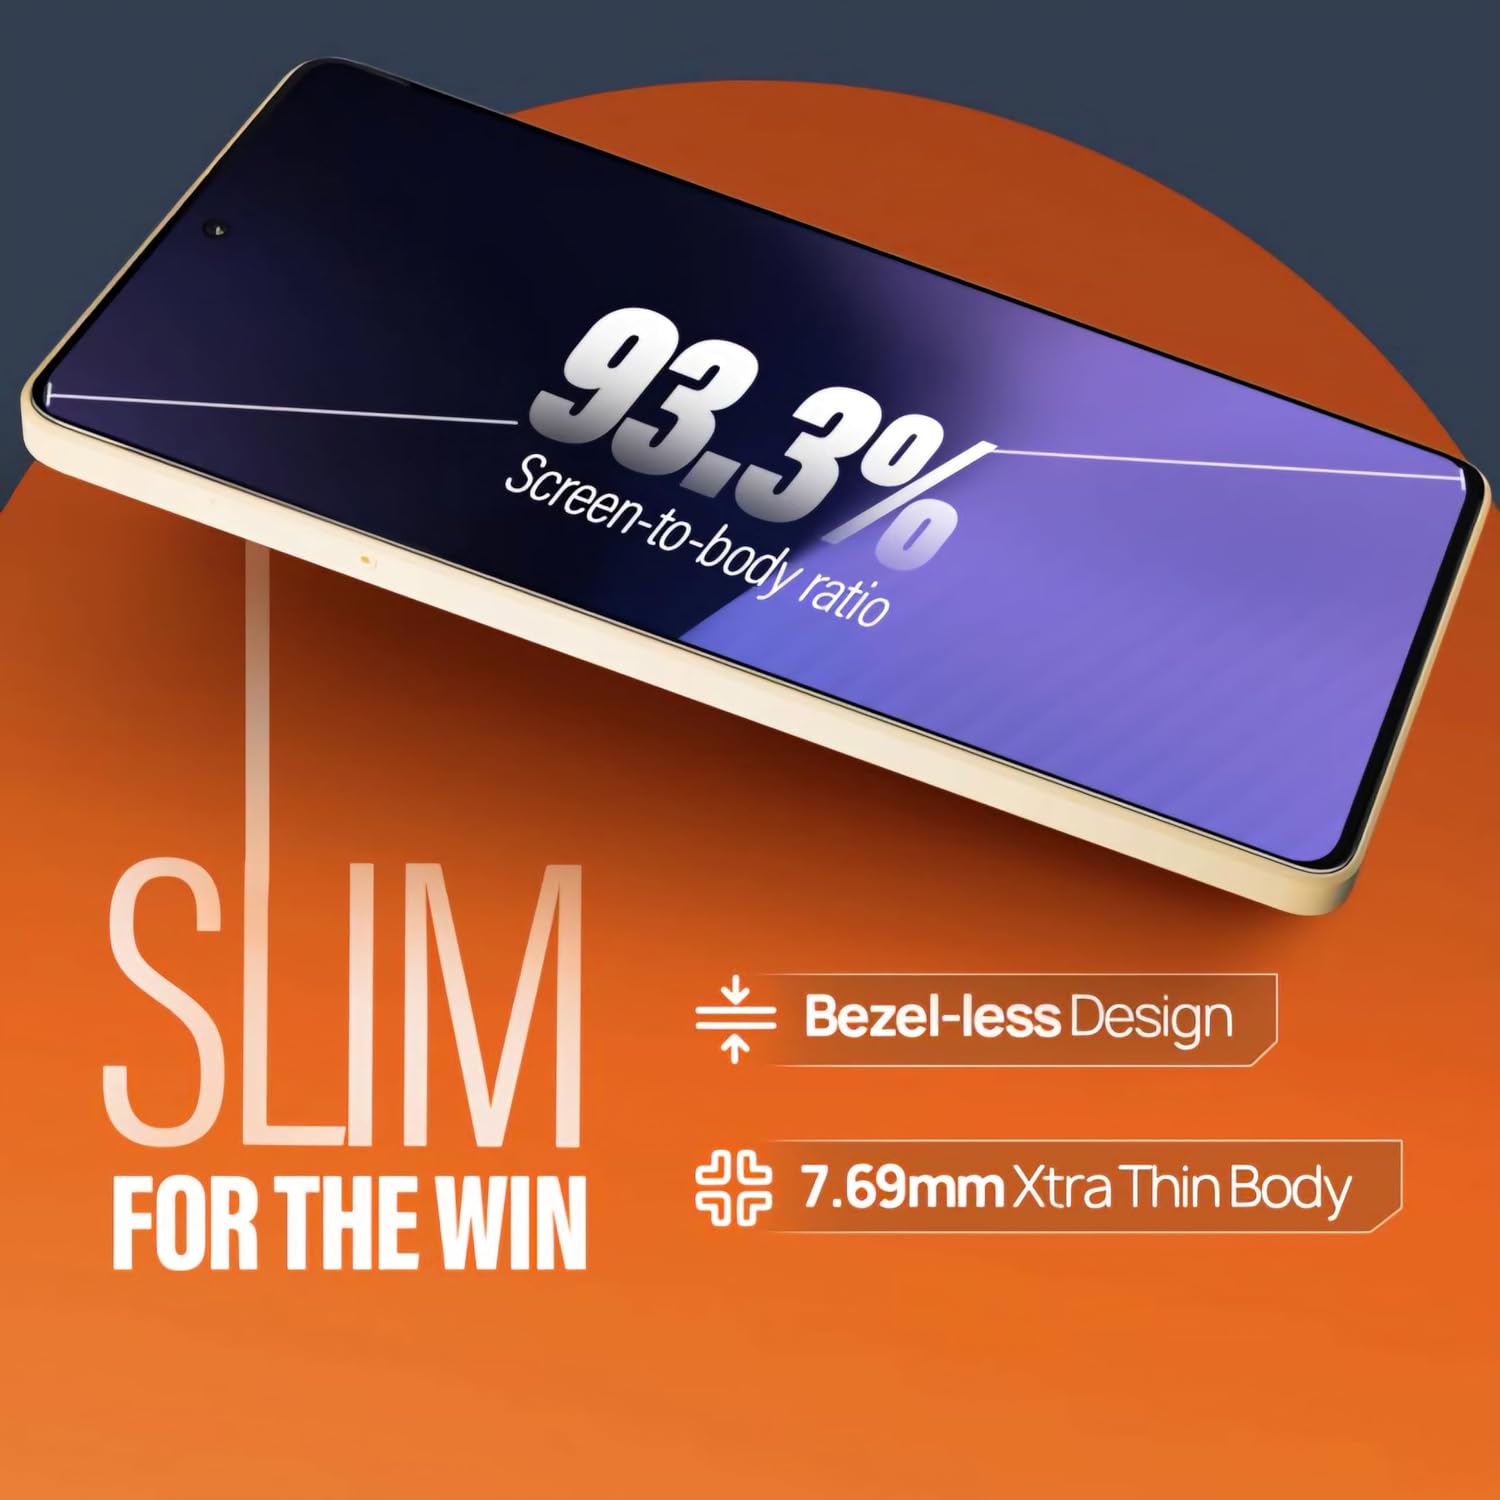 93.3%
Screen-to-body ratio
SLIM
FOR THE WIN
Bezel-less Design
7.69mm Xtra Thin Body